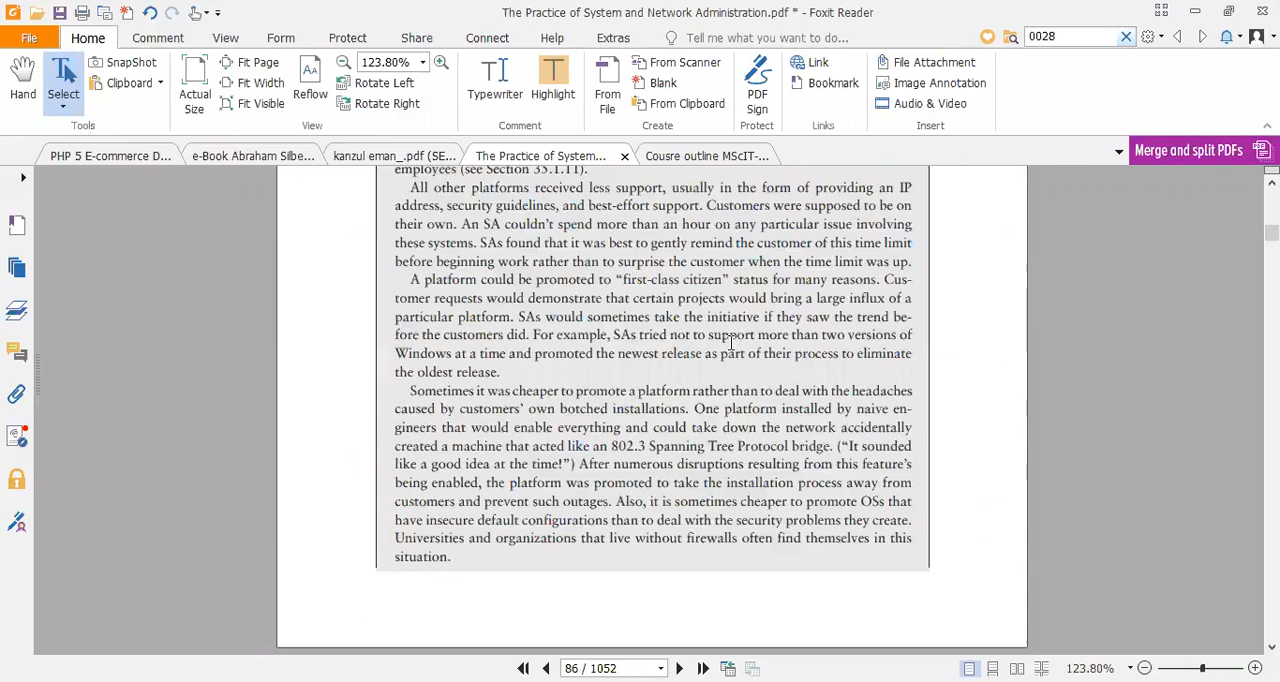 The Practice of System and Network Administration.pdf * - Foxit Reader
File Home Comment View Form Protect Share Connect Help Extras Tell me what you want to do... 0028
Hand
Select
SnapShot
Clipboard
Tools
Actual Size
Fit Page
Fit Width
Fit Visible
Reflow
123.80%
Rotate Left
Rotate Right
View
Typewriter
Highlight
Comment
From File
From Scanner
Blank
From Clipboard
Create
PDF Sign
Protect
Link
Bookmark
Links
File Attachment
Image Annotation
Audio & Video
Insert
PHP 5 E-commerce D... e-Book Abraham Silbe... kanzul eman_.pdf (SE... The Practice of System... Cousre outline MScIT-... Merge and split PDFs
employees (see Section 33.1.11).
All other platforms received less support, usually in the form of providing an IP
address, security guidelines, and best-effort support. Customers were supposed to be on
their own. An SA couldn't spend more than an hour on any particular issue involving
these systems. SAs found that it was best to gently remind the customer of this time limit
before beginning work rather than to surprise the customer when the time limit was up.
A platform could be promoted to “first-class citizen” status for many reasons. Cus-
tomer requests would demonstrate that certain projects would bring a large influx of a
particular platform. SAs would sometimes take the initiative if they saw the trend be-
fore the customers did. For example, SAs tried not to support more than two versions of
Windows at a time and promoted the newest release as part of their process to eliminate
the oldest release.
Sometimes it was cheaper to promote a platform rather than to deal with the headaches
caused by customers' own botched installations. One platform installed by naive en-
gineers that would enable everything and could take down the network accidentally
created a machine that acted like an 802.3 Spanning Tree Protocol bridge. (“It sounded
like a good idea at the time!”) After numerous disruptions resulting from this feature's
being enabled, the platform was promoted to take the installation process away from
customers and prevent such outages. Also, it is sometimes cheaper to promote OSs that
have insecure default configurations than to deal with the security problems they create.
Universities and organizations that live without firewalls often find themselves in this
situation.
86 / 1052 123.80%